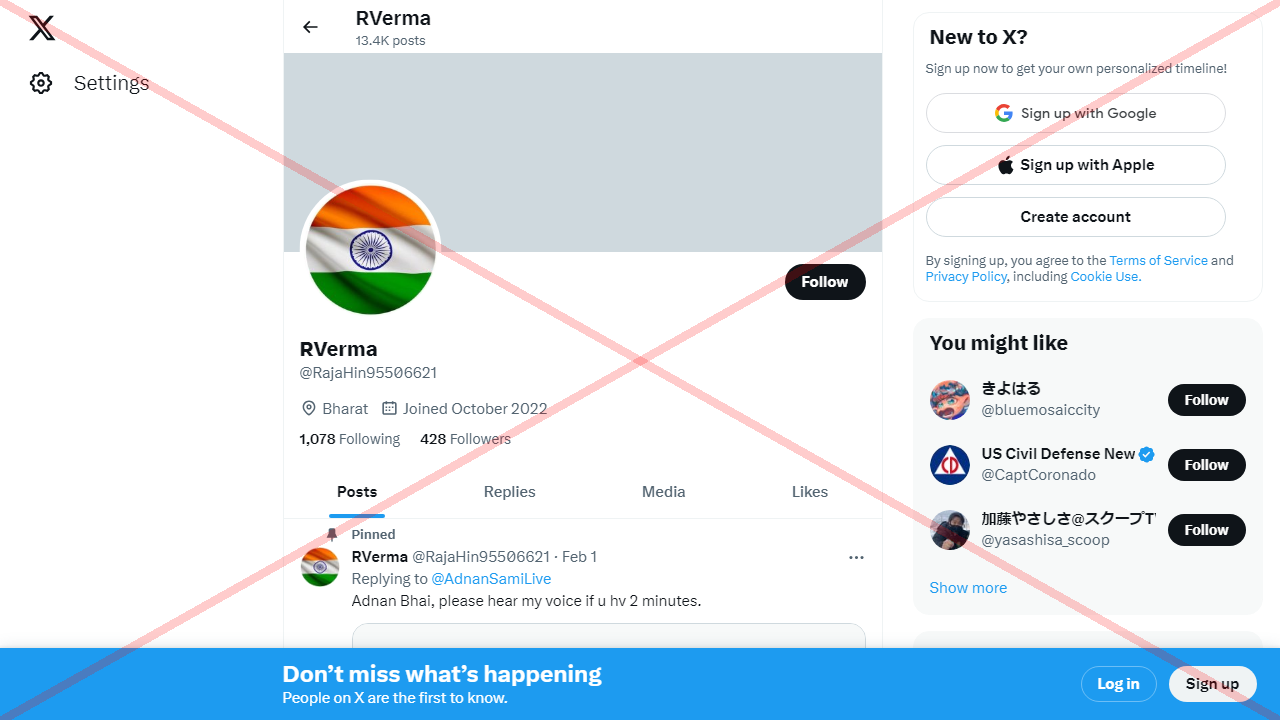 Settings
RVerma
13.4K posts
Follow
RVerma
@RajaHin95506621
Bharat Joined October 2022
1,078 Following 428 Followers
Posts Replies Media Likes
Pinned
RVerma @RajaHin95506621 · Feb 1
Replying to @AdnanSamiLive
Adnan Bhai, please hear my voice if u hv 2 minutes.
New to X?
Sign up now to get your own personalized timeline!
Sign up with Google
Sign up with Apple
Create account
By signing up, you agree to the Terms of Service and
Privacy Policy, including Cookie Use.
You might like
きよはる
@bluemosaiccity
Follow
US Civil Defense New
@CaptCoronado
Follow
加藤やさしさ@スクープT
@yasashisa_scoop
Follow
Show more
Don’t miss what’s happening
People on X are the first to know.
Log in
Sign up